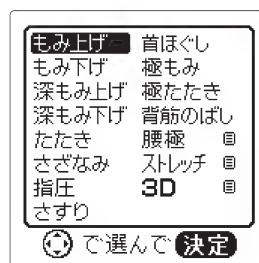 もみ上げ 首ほぐし
もみ下げ 極もみ
深もみ上げ 極たたき
深もみ下げ 背筋のばし
たたき 腰極
さざなみ ストレッチ
指圧 3D
さすり
で選んで 決定